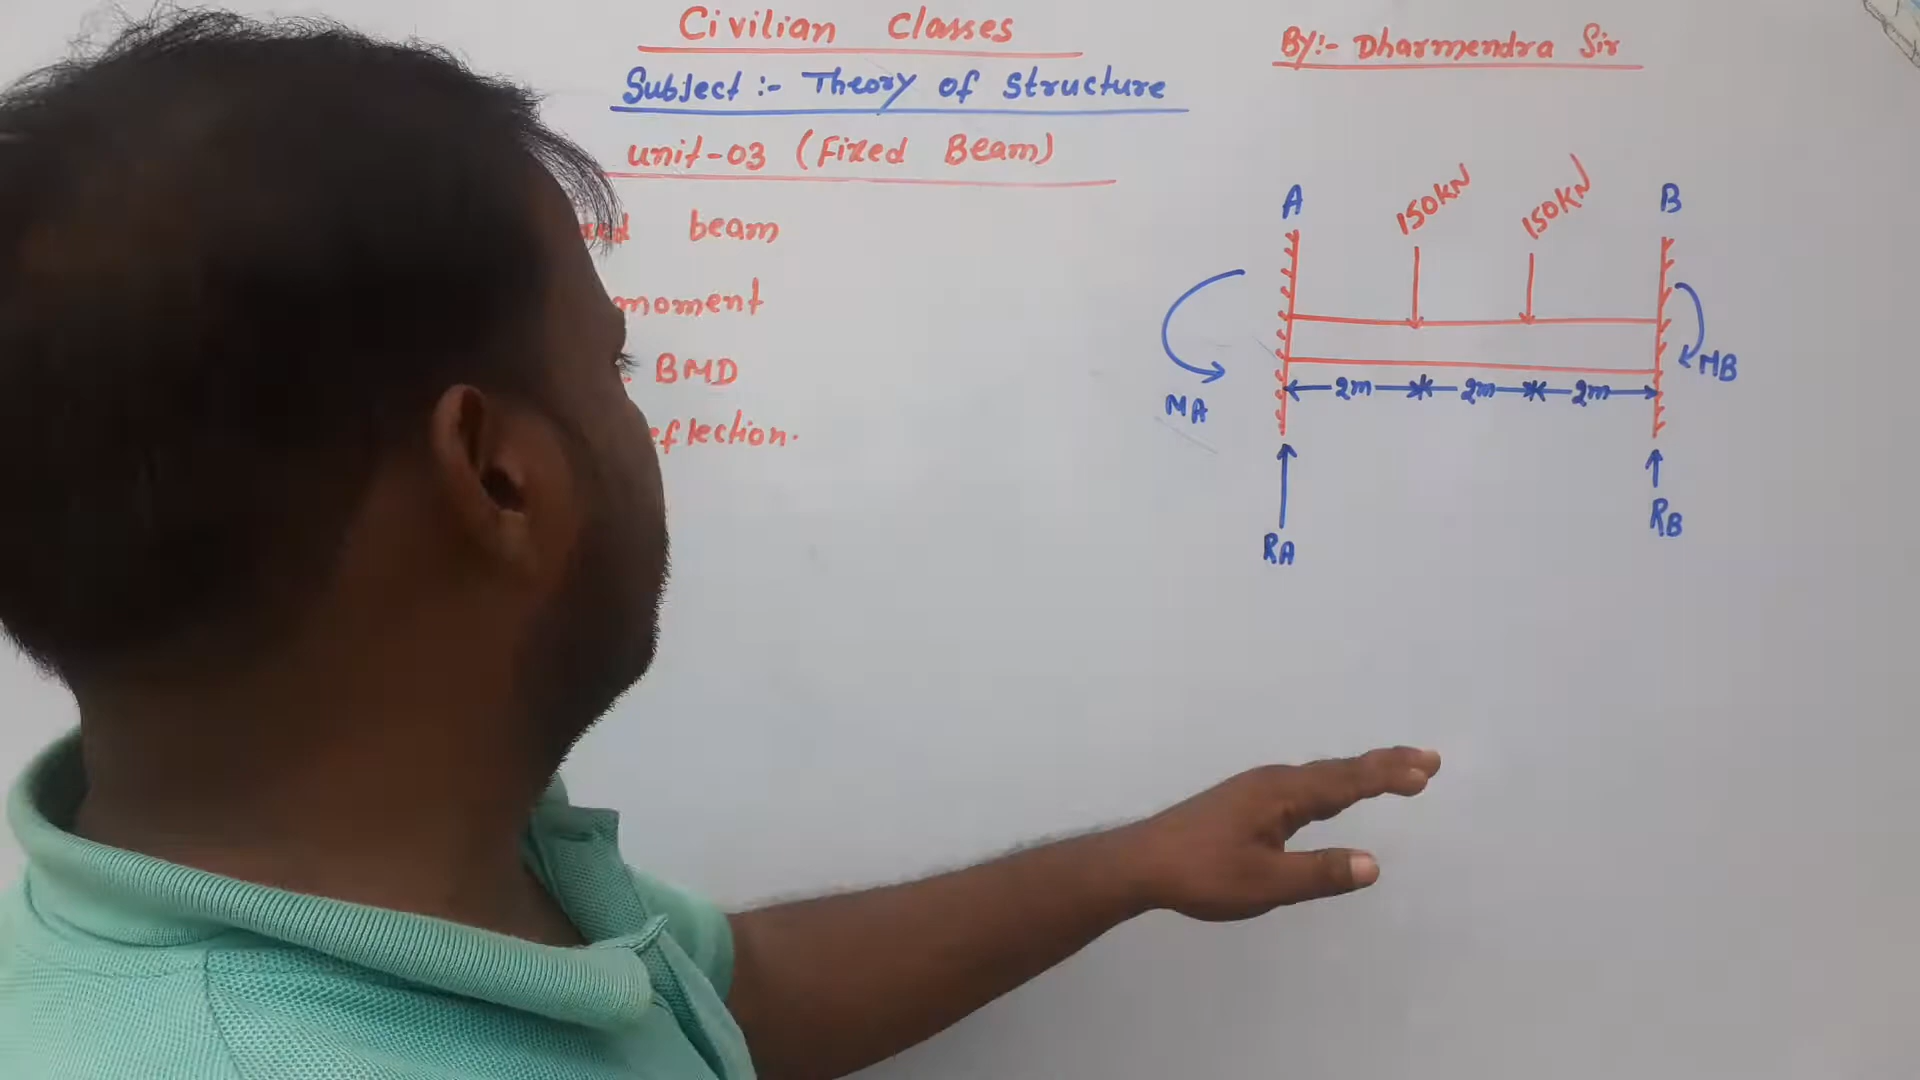 Civilian Classes
By:- Dharmendra Sir
Subject :- Theory of Structure
unit-03 (Fixed Beam)
beam
moment
BMD
eflection.
A
150KN
150KN
B
MA
MB
2m
2m
2m
RA
RB